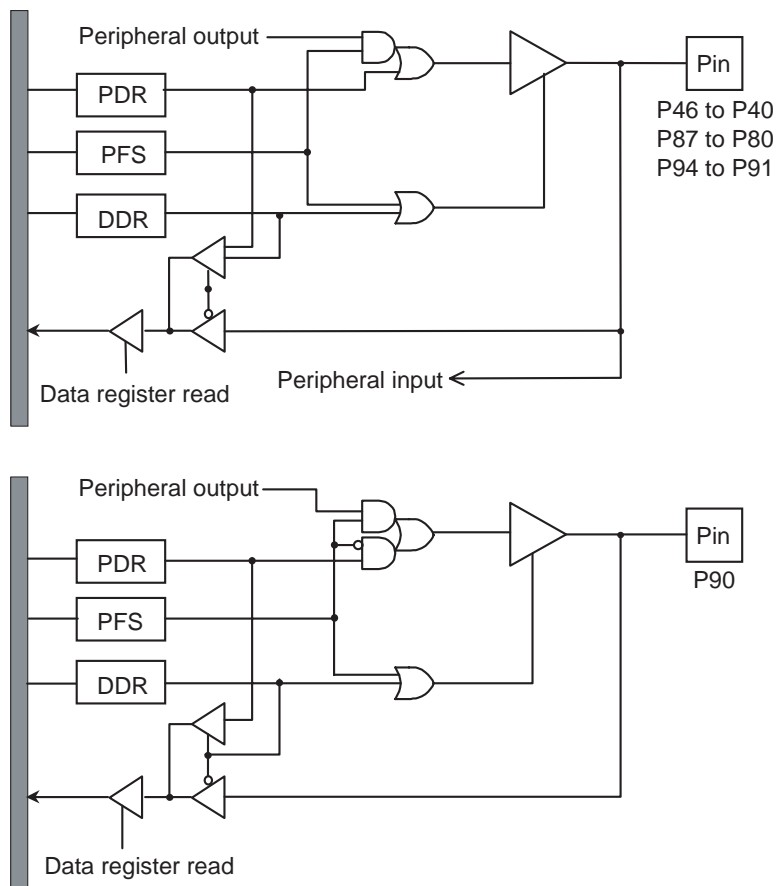 Peripheral output
PDR
Pin
P46 to P40
P87 to P80
P94 to P91
PFS
DDR
Peripheral input
Data register read
Peripheral output
PDR
Pin
P90
PFS
DDR
Data register read